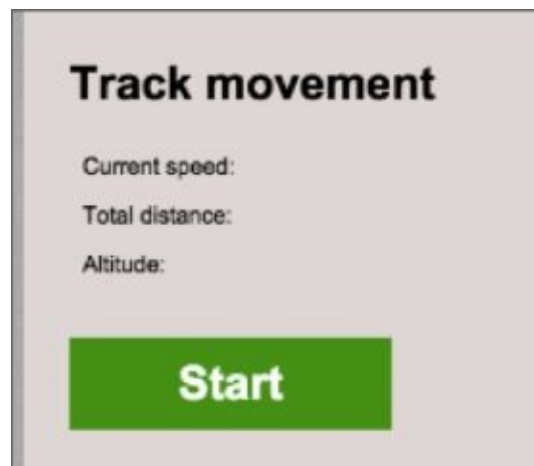 Track movement
Current speed:
Total distance:
Altitude:
Start